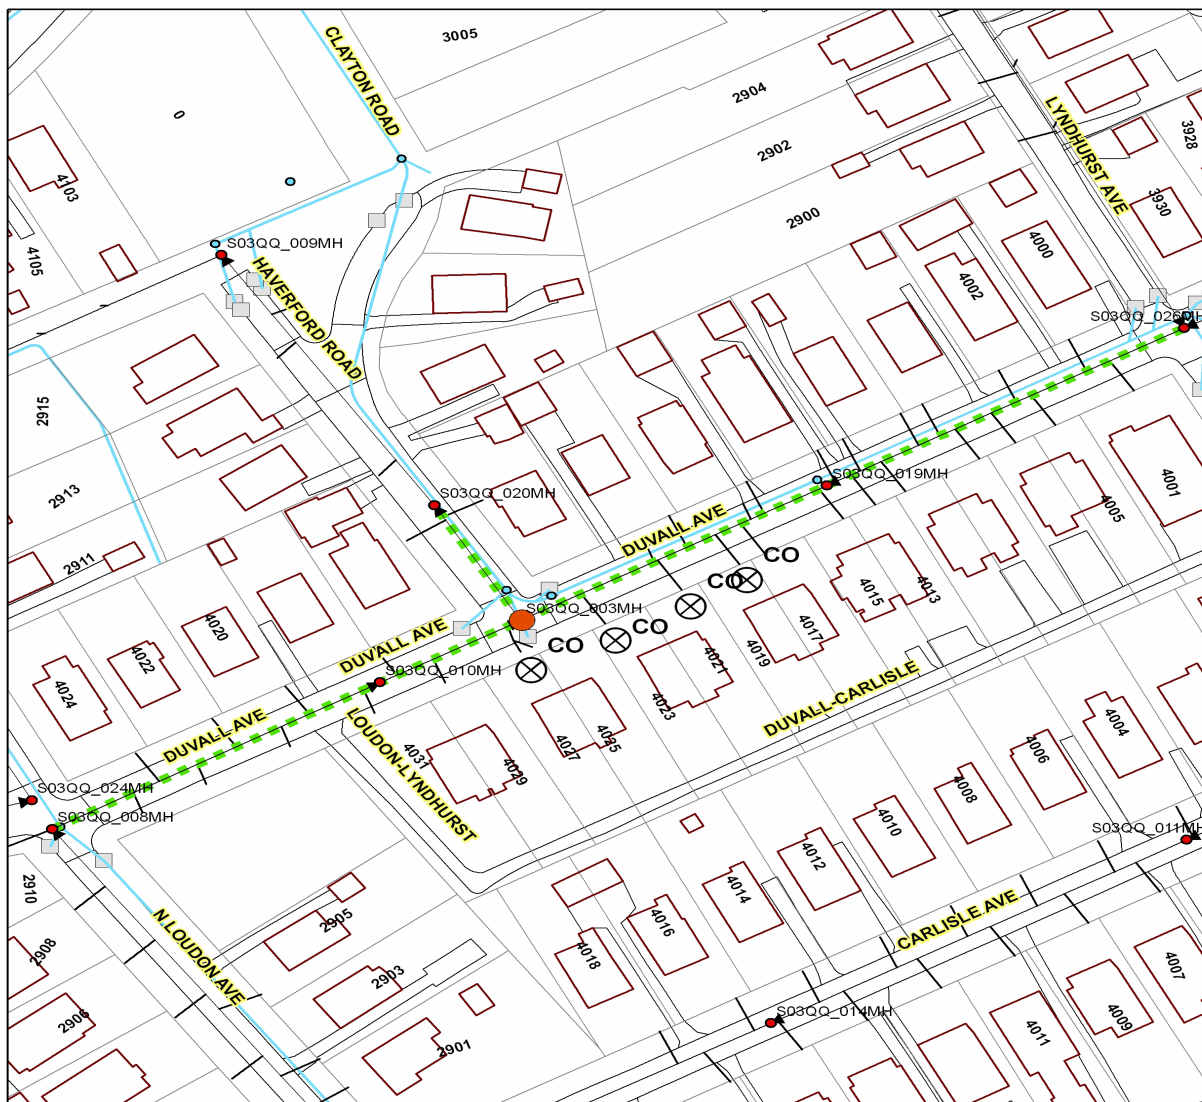 CLAYTON ROAD
3005
2904
LYNDHURST AVE
3928
0
2902
4103
3930
2900
4000
S03QQ_009MH
4105
HAVERFORD ROAD
4002
S03QQ_026MH
2915
S03QQ_019MH
4001
2913
S03QQ_020MH
4005
DUVALL AVE
2911
CO
CO
4015
4013
S03QQ_003MH
4020
CO
4017
DUVALL AVE
CO
4022
4019
4021
S03QQ_010MH
4024
4023
DUVALL-CARLISLE
4004
DUVALL AVE
LOUDON-LYNDHURST
4025
4027
4031
4006
4029
S03QQ_024MH
4008
S03QQ_008MH
4010
S03QQ_011MH
4012
2910
4014
2905
4016
CARLISLE AVE
2908
N LOUDON AVE
4018
4007
2903
S03QQ_014MH
2906
4009
4011
2901